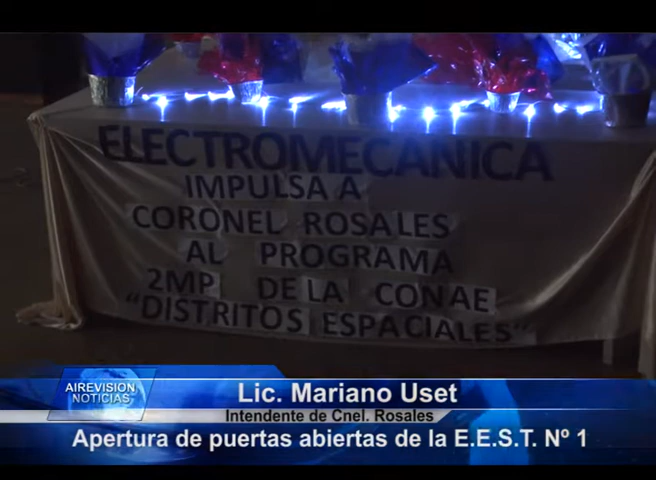 ELECTROMECANICA
IMPULSA A
CORONEL ROSALES
AL PROGRAMA
2MP DE LA CONAE
"DISTRITOS ESPACIALES"
AIREVISION
NOTICIAS
Lic. Mariano Uset
Intendente de Cnel. Rosales
Apertura de puertas abiertas de la E.E.S.T. Nº 1